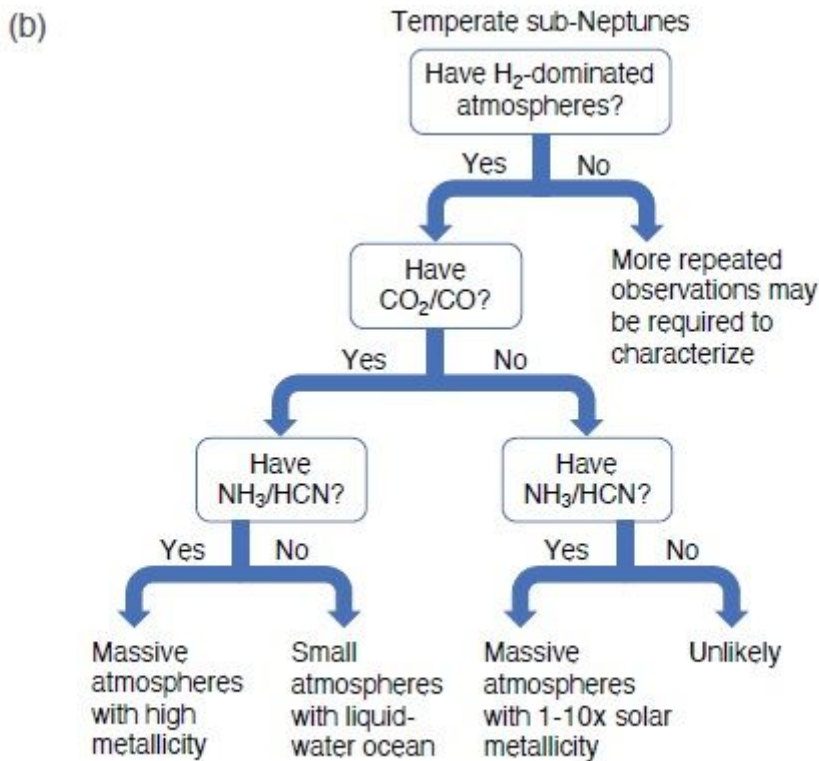 (b)
Temperate sub-Neptunes
Have H₂-dominated
atmospheres?
Yes
No
Have
CO₂/CO?
More repeated
observations may
be required to
characterize
Yes
No
Have
NH₃/HCN?
Have
NH₃/HCN?
Yes
No
Yes
No
Massive
atmospheres
with high
metallicity
Small
atmospheres
with liquid-
water ocean
Massive
atmospheres
with 1-10x solar
metallicity
Unlikely